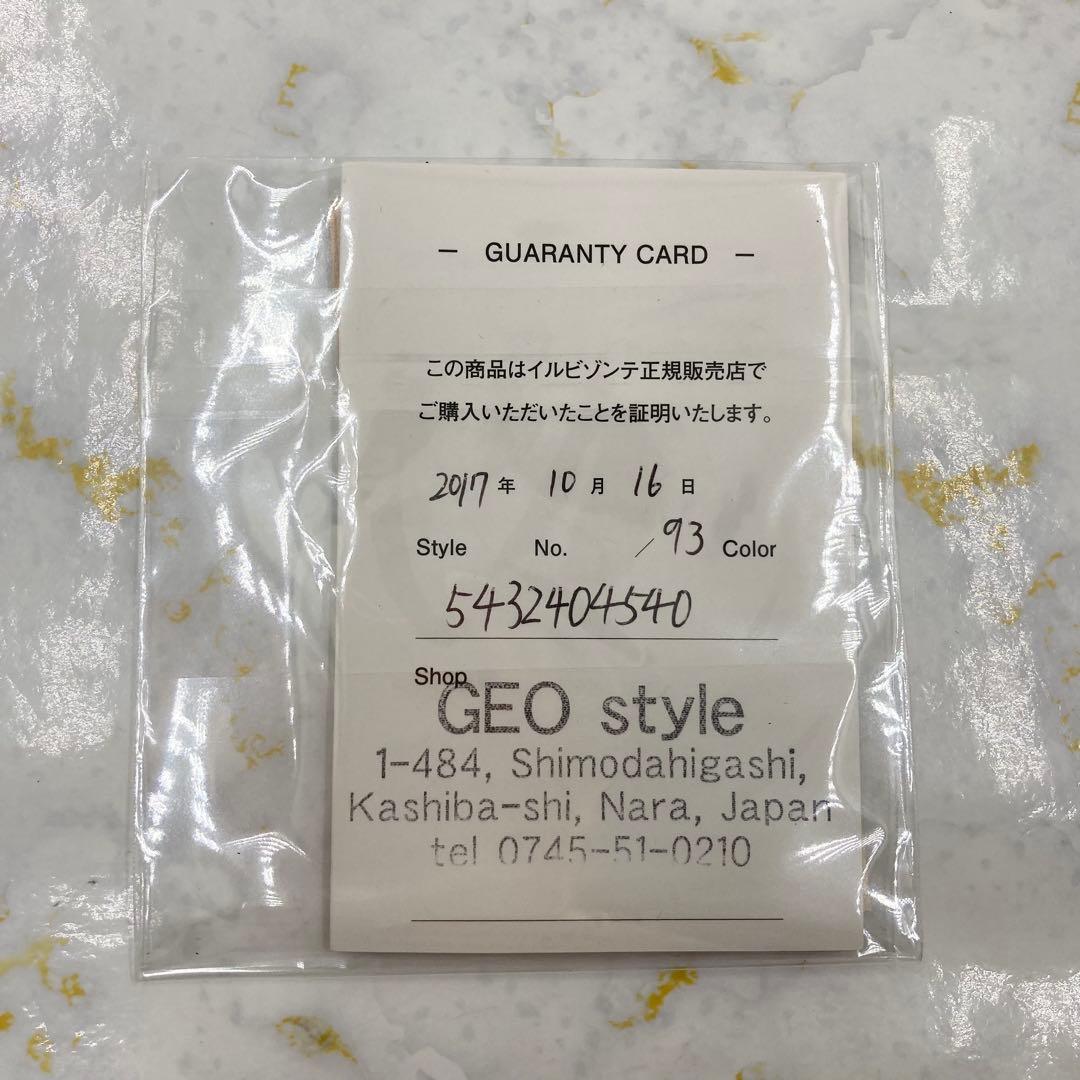 — GUARANTY CARD —
この商品はイルビゾンテ正規販売店で
ご購入いただいたことを証明いたします。
2017年 10月 16日
Style No. /93 Color
5432404540
Shop
GEO style
1-484, Shimodahigashi,
Kashiba-shi, Nara, Japan
tel 0745-51-0210